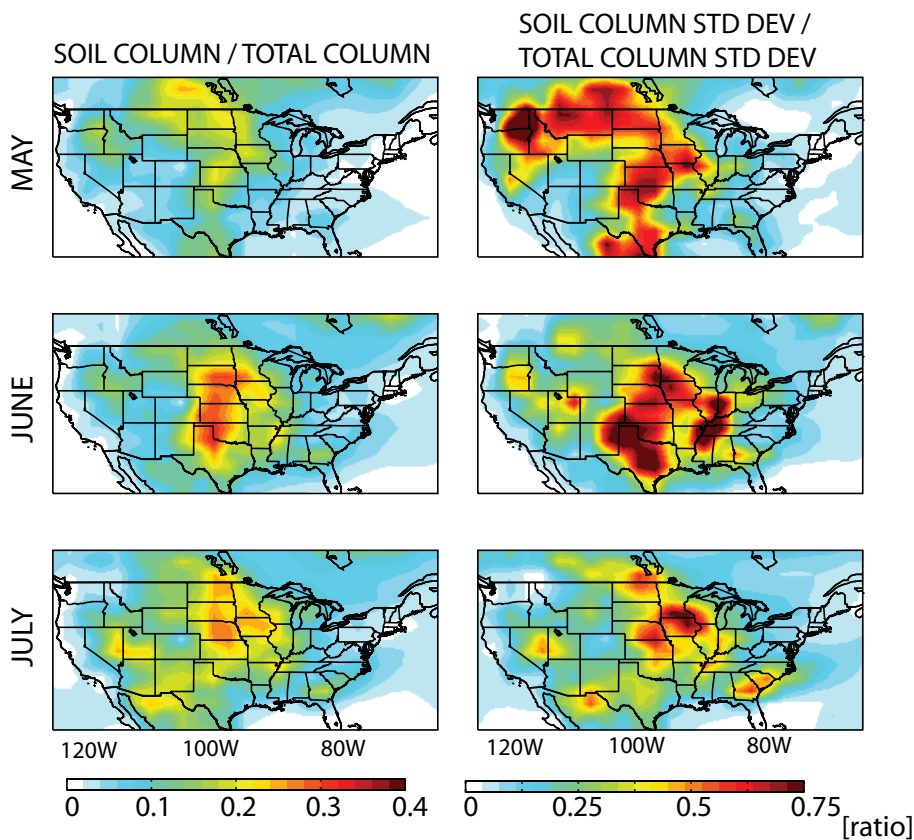 SOIL COLUMN / TOTAL COLUMN
SOIL COLUMN STD DEV /
TOTAL COLUMN STD DEV
MAY
JUNE
JULY
120W 100W 80W
120W 100W 80W
0 0.1 0.2 0.3 0.4
0 0.25 0.5 0.75
[ratio]